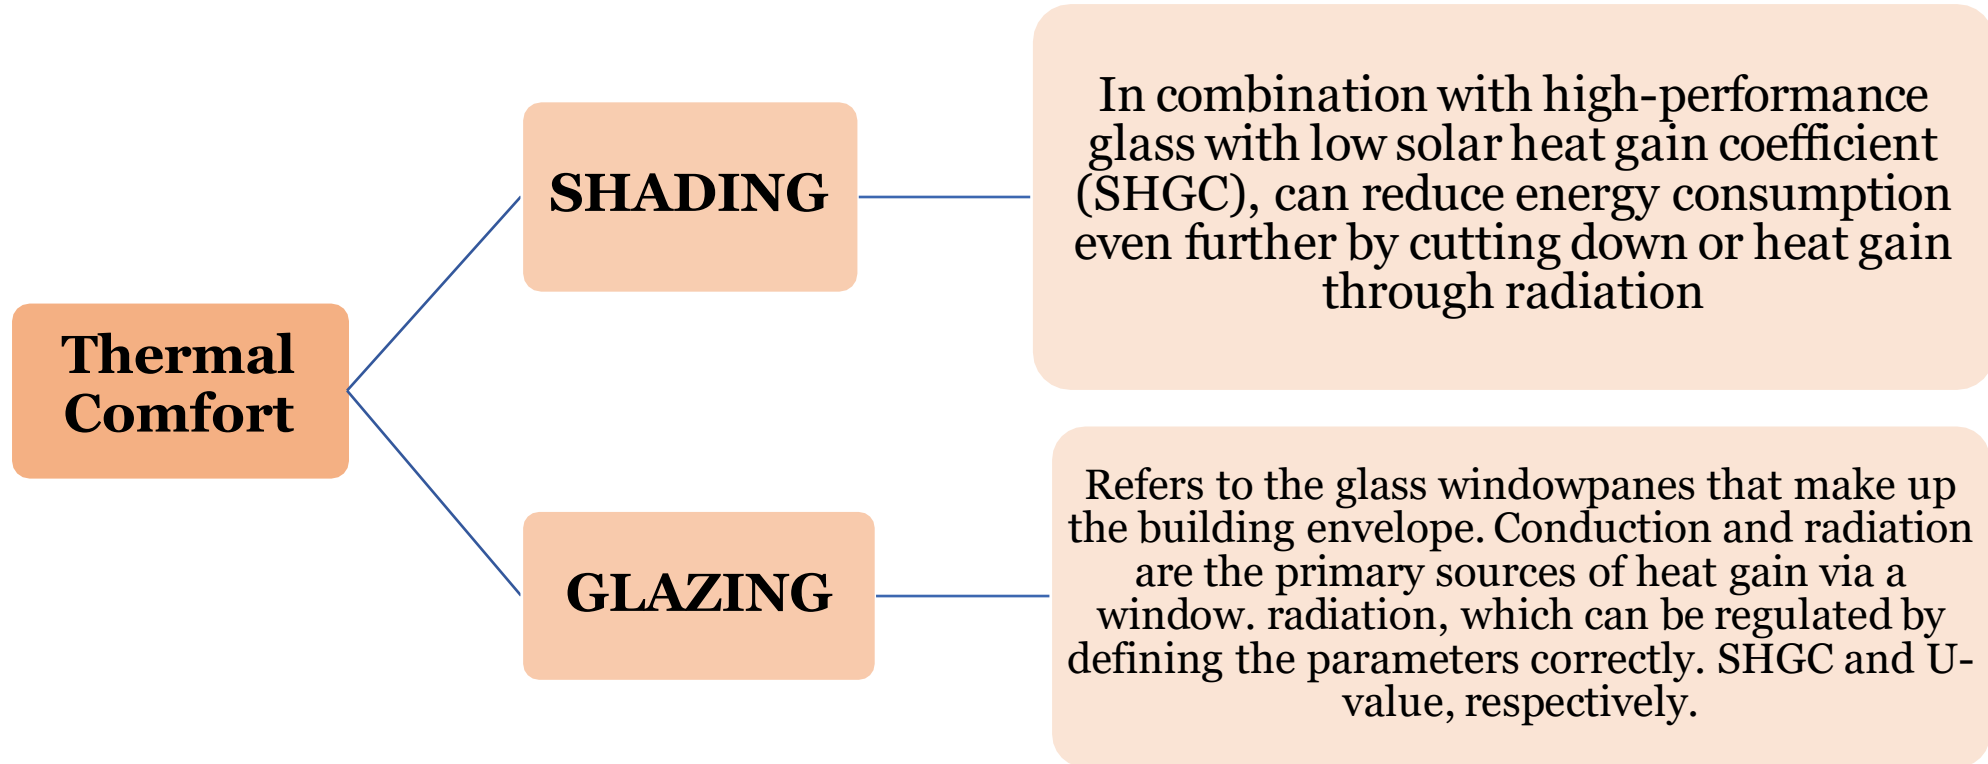 Thermal
Comfort
SHADING
In combination with high-performance
glass with low solar heat gain coefficient
(SHGC), can reduce energy consumption
even further by cutting down or heat gain
through radiation
GLAZING
Refers to the glass windowpanes that make up
the building envelope. Conduction and radiation
are the primary sources of heat gain via a
window. radiation, which can be regulated by
defining the parameters correctly. SHGC and U-
value, respectively.